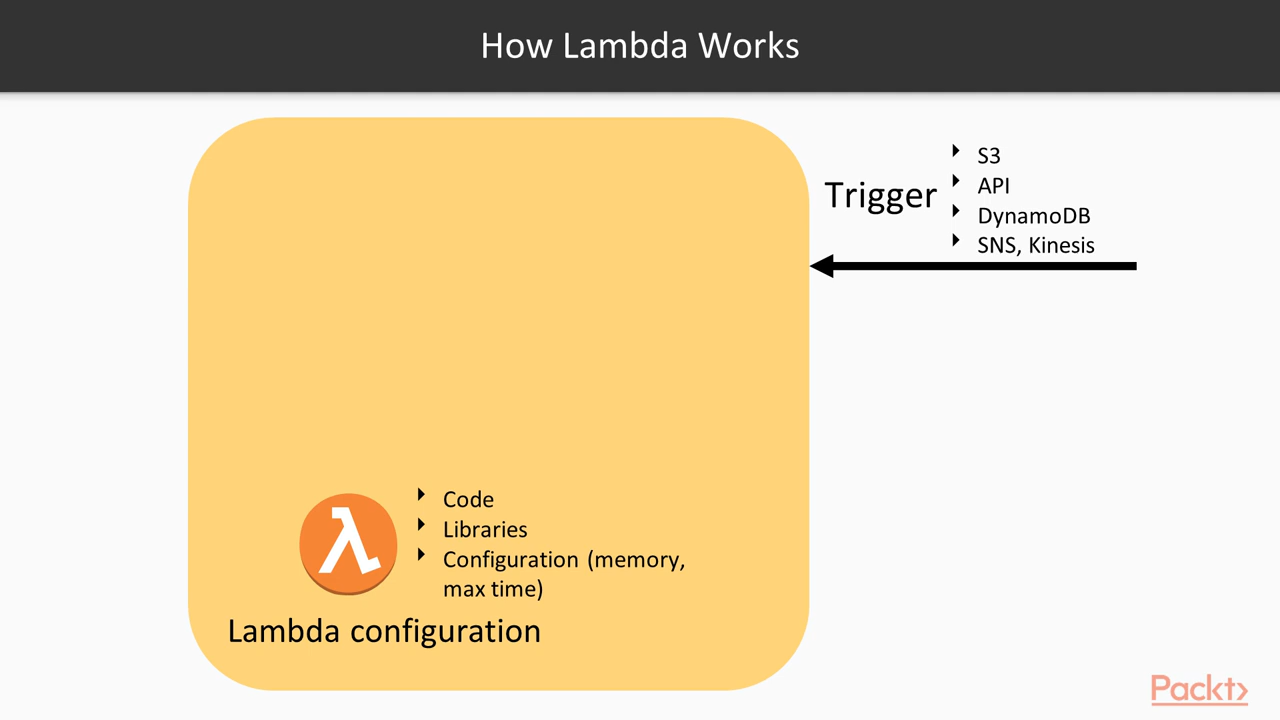 How Lambda Works
Trigger
S3
API
DynamoDB
SNS, Kinesis
Code
Libraries
Configuration (memory,
max time)
Lambda configuration
Packt>